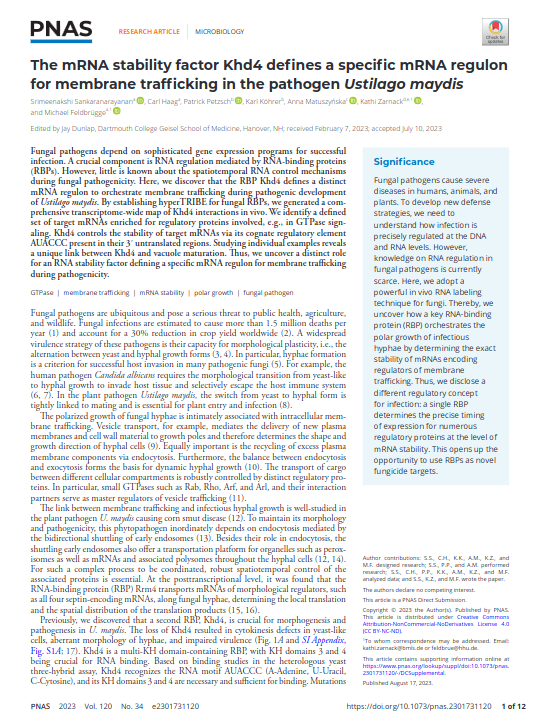 PNAS
RESEARCH ARTICLE | MICROBIOLOGY
Check for updates
The mRNA stability factor Khd4 defines a specific mRNA regulon
for membrane trafficking in the pathogen Ustilago maydis
Srimeenakshi Sankaranarayanan, Carl Haag, Patrick Petzsch, Karl Köhrer, Anna Matuszyńska, Kathi Zarnack,
and Michael Feldbrügge
Edited by Jay Dunlap, Dartmouth College Geisel School of Medicine, Hanover, NH; received February 7, 2023; accepted July 10, 2023
Fungal pathogens depend on sophisticated gene expression programs for successful
infection. A crucial component is RNA regulation mediated by RNA-binding proteins
(RBPs). However, little is known about the spatiotemporal RNA control mechanisms
during fungal pathogenicity. Here, we discover that the RBP Khd4 defines a distinct
mRNA regulon to orchestrate membrane trafficking during pathogenic development
of Ustilago maydis. By establishing hyperTRIBE for fungal RBPs, we generated a com-
prehensive transcriptome-wide map of Khd4 interactions in vivo. We identify a defined
set of target mRNAs enriched for regulatory proteins involved, e.g., in GTPase sign-
aling. Khd4 controls the stability of target mRNAs via its cognate regulatory element
AUACCC present in their 3′ untranslated regions. Studying individual examples reveals
a unique link between Khd4 and vacuole maturation. Thus, we uncover a distinct role
for an RNA stability factor defining a specific mRNA regulon for membrane trafficking
during pathogenicity.
GTPase | membrane trafficking | mRNA stability | polar growth | fungal pathogen
Fungal pathogens are ubiquitous and pose a serious threat to public health, agriculture,
and wildlife. Fungal infections are estimated to cause more than 1.5 million deaths per
year (1) and account for a 30% reduction in crop yield worldwide (2). A widespread
virulence strategy of these pathogens is their capacity for morphological plasticity, i.e., the
alternation between yeast and hyphal growth forms (3, 4). In particular, hyphae formation
is a criterion for successful host invasion in many pathogenic fungi (5). For example, the
human pathogen Candida albicans requires the morphological transition from yeast-like
to hyphal growth to invade host tissue and selectively escape the host immune system
(6, 7). In the plant pathogen Ustilago maydis, the switch from yeast to hyphal form is
tightly linked to mating and is essential for plant entry and infection (8).
The polarized growth of fungal hyphae is intimately associated with intracellular mem-
brane trafficking. Vesicle transport, for example, mediates the delivery of new plasma
membranes and cell wall material to growth poles and therefore determines the shape and
growth direction of hyphal cells (9). Equally important is the recycling of excess plasma
membrane components via endocytosis. Furthermore, the balance between endocytosis
and exocytosis forms the basis for dynamic hyphal growth (10). The transport of cargo
between different cellular compartments is robustly controlled by distinct regulatory pro-
teins. In particular, small GTPases such as Rab, Rho, Arf, and Arl, and their interaction
partners serve as master regulators of vesicle trafficking (11).
The link between membrane trafficking and infectious hyphal growth is well-studied in
the plant pathogen U. maydis causing corn smut disease (12). To maintain its morphology
and pathogenicity, this phytopathogen inordinately depends on endocytosis mediated by
the bidirectional shuttling of early endosomes (13). Besides their role in endocytosis, the
shuttling early endosomes also offer a transportation platform for organelles such as perox-
isomes as well as mRNAs and associated polysomes throughout the hyphal cells (12, 14).
For such a complex process to be coordinated, robust spatiotemporal control of the
associated proteins is essential. At the posttranscriptional level, it was found that the
RNA-binding protein (RBP) Rrm4 transports mRNAs of morphological regulators, such
as all four septin-encoding mRNAs, along fungal hyphae, determining the local translation
and the spatial distribution of the translation products (15, 16).
Previously, we discovered that a second RBP, Khd4, is crucial for morphogenesis and
pathogenesis in U. maydis. The loss of Khd4 resulted in cytokinesis defects in yeast-like
cells, aberrant morphology of hyphae, and impaired virulence (Fig. 1A and SI Appendix,
Fig. S1A; 17). Khd4 is a multi-KH domain-containing RBP, with KH domains 3 and 4
being crucial for RNA binding. Based on binding studies in the heterologous yeast
three-hybrid assay, Khd4 recognizes the RNA motif AUACCC (A-Adenine, U-Uracil,
C-Cytosine), and its KH domains 3 and 4 are necessary and sufficient for binding. Mutations
Significance
Fungal pathogens cause severe
diseases in humans, animals, and
plants. To develop new defense
strategies, we need to
understand how infection is
precisely regulated at the DNA
and RNA levels. However,
knowledge on RNA regulation in
fungal pathogens is currently
scarce. Here, we adopt a
powerful in vivo RNA labeling
technique for fungi. Thereby, we
uncover how a key RNA-binding
protein (RBP) orchestrates the
polar growth of infectious
hyphae by determining the exact
stability of mRNAs encoding
regulators of membrane
trafficking. Thus, we disclose a
different regulatory concept
for infection: a single RBP
determines the precise timing
of expression for numerous
regulatory proteins at the level of
mRNA stability. This opens up the
opportunity to use RBPs as novel
fungicide targets.
Author contributions: S.S., C.H., K.K., A.M., K.Z., and
M.F. designed research; S.S., P.P., and A.M. performed
research; S.S., C.H., P.P., K.K., A.M., K.Z., and M.F.
analyzed data; and S.S., K.Z., and M.F. wrote the paper.
The authors declare no competing interest.
This article is a PNAS Direct Submission.
Copyright © 2023 the Author(s). Published by PNAS.
This article is distributed under Creative Commons
Attribution-NonCommercial-NoDerivatives License 4.0
(CC BY-NC-ND).
To whom correspondence may be addressed. Email:
kathi.zarnack@bmls.de or feldbrue@hhu.de.
This article contains supporting information online at
https://www.pnas.org/lookup/suppl/doi:10.1073/pnas.
2301731120/-/DCSupplemental.
Published August 17, 2023.
PNAS 2023 Vol. 120 No. 34 e2301731120
https://doi.org/10.1073/pnas.2301731120 1 of 12